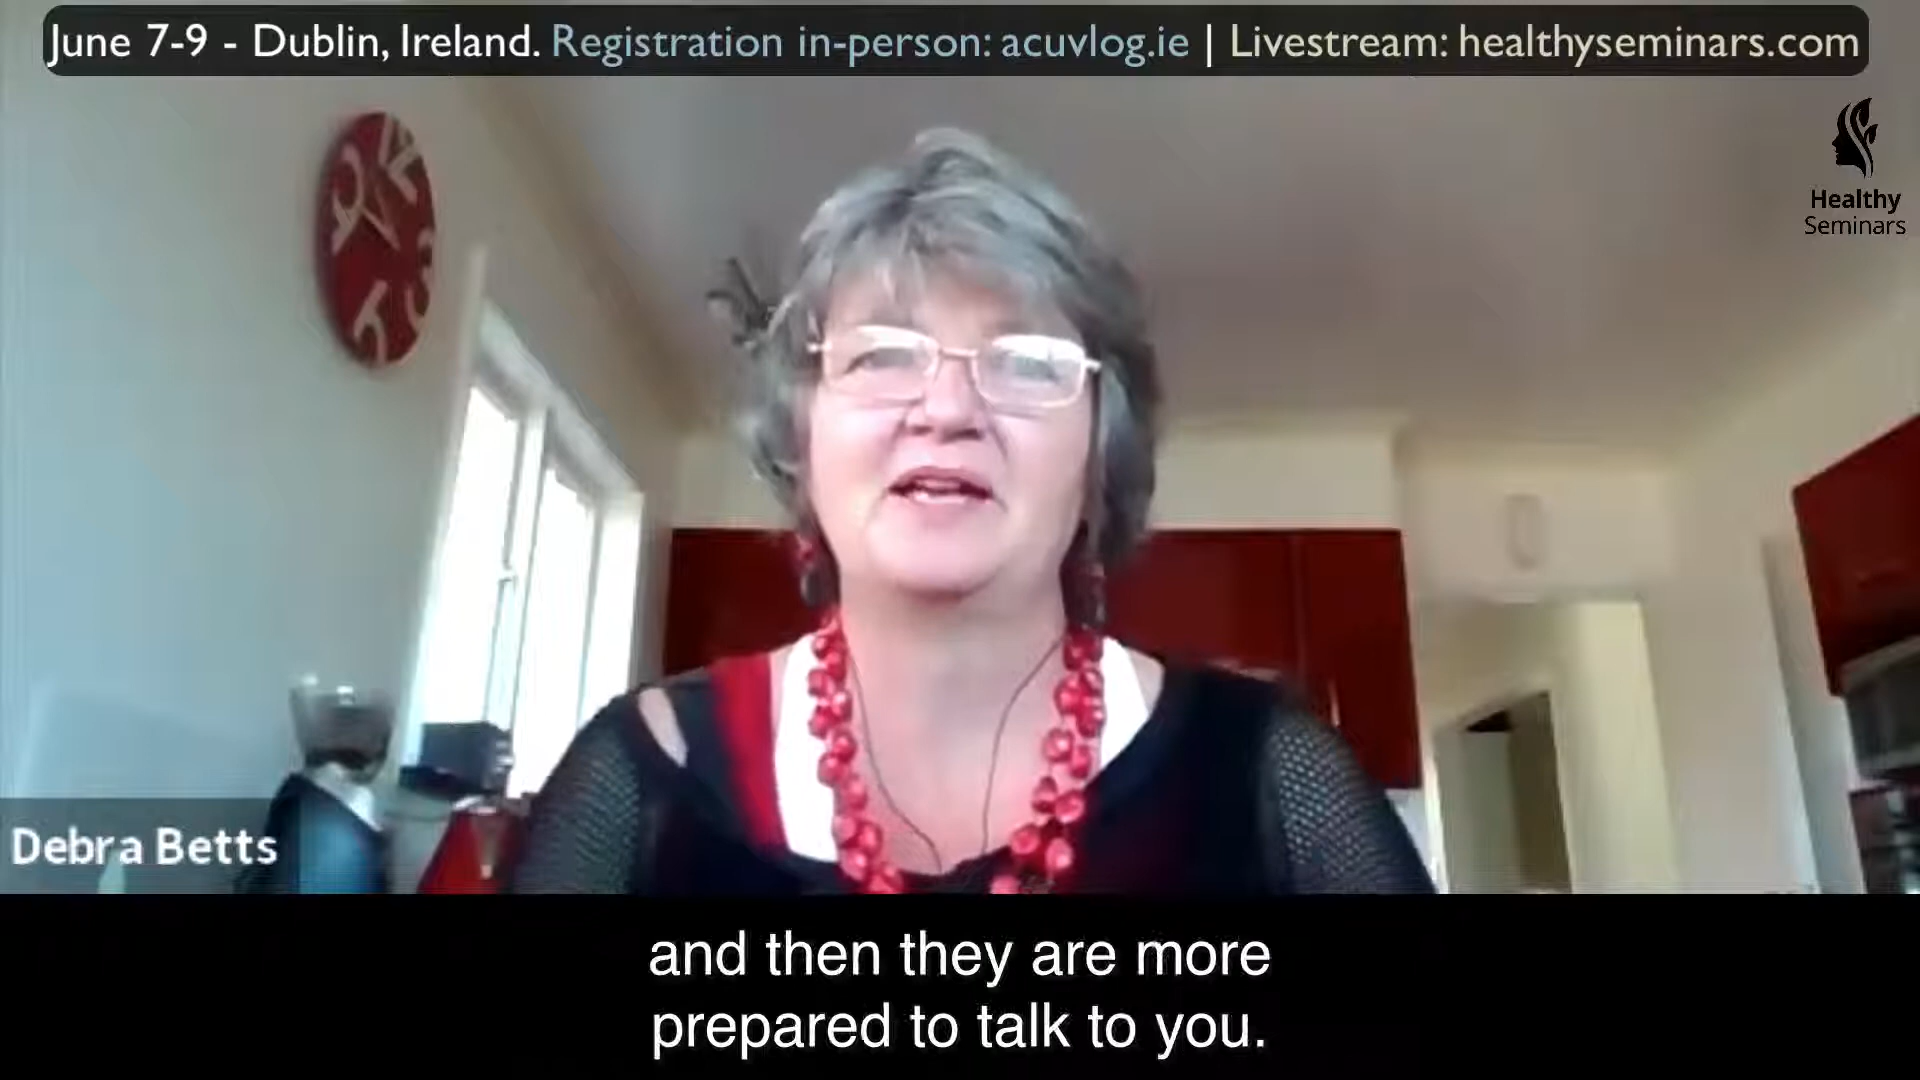 June 7-9 - Dublin, Ireland. Registration in-person: acuvlog.ie | Livestream: healthyseminars.com
Healthy
Seminars
Debra Betts
and then they are more
prepared to talk to you.